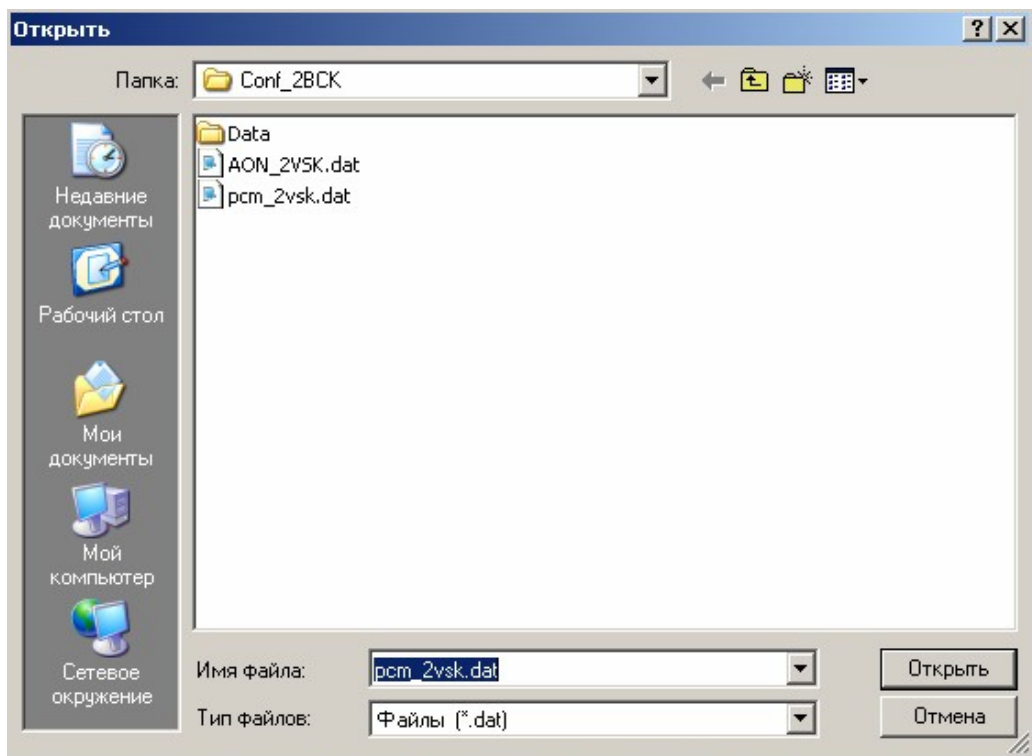 Открыть
Папка: Conf_2BCK
Data
AON_2VSK.dat
pcm_2vsk.dat
Недавние
документы
Рабочий стол
Мои
документы
Мой
компьютер
Сетевое
окружение
Имя файла: pcm_2vsk.dat Открыть
Тип файлов: Файлы (*.dat) Отмена